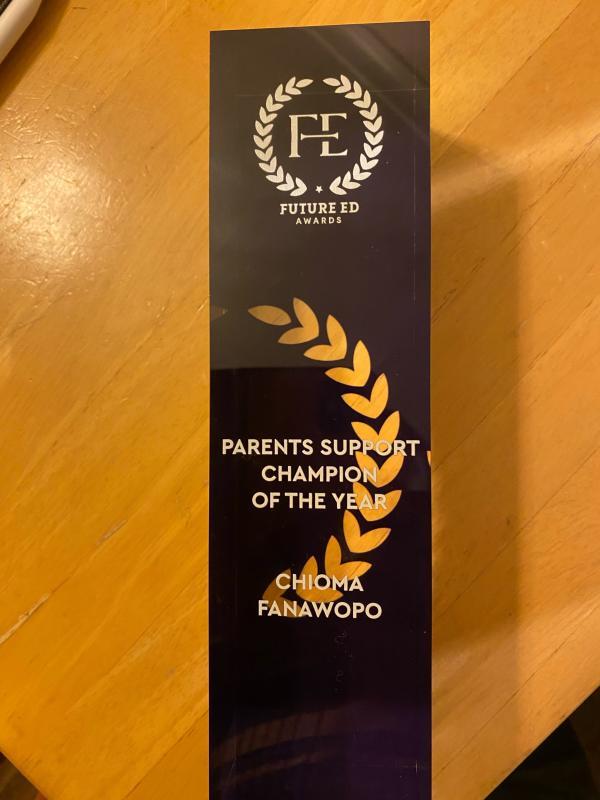 FE
FUTURE ED
AWARDS
PARENTS SUPPORT
CHAMPION
OF THE YEAR
CHIOMA
FANAWOPO